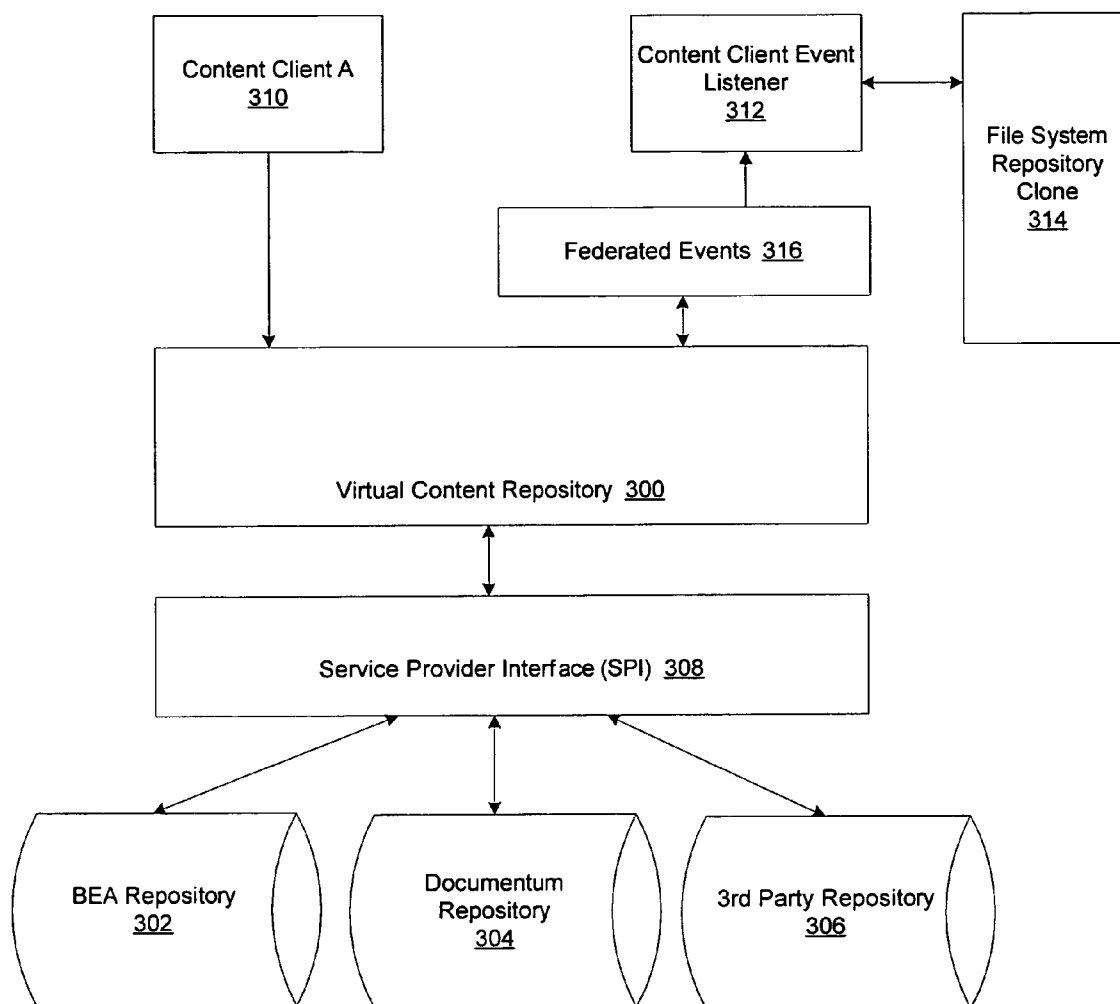 Content Client A
310
Content Client Event
Listener
312
File System
Repository
Clone
314
Federated Events 316
Virtual Content Repository 300
Service Provider Interface (SPI) 308
BEA Repository
302
Documentum
Repository
304
3rd Party Repository
306